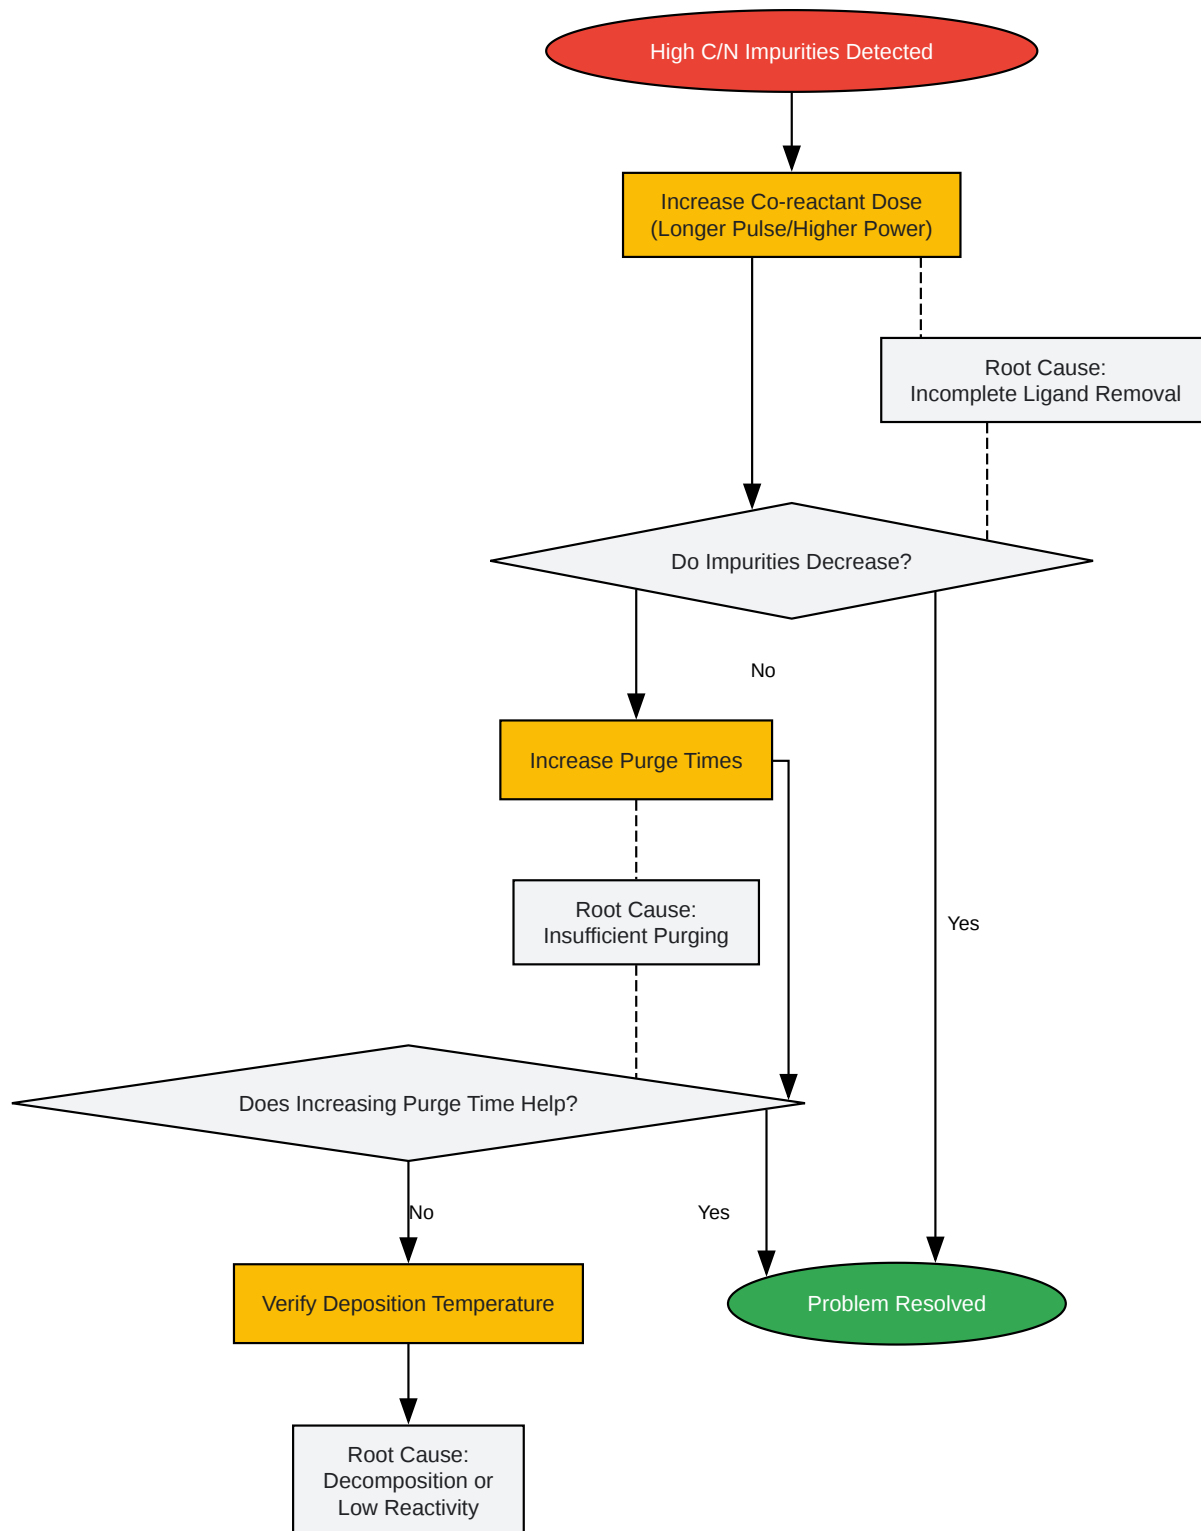 High C/N Impurities Detected
Increase Co-reactant Dose
(Longer Pulse/Higher Power)
Root Cause:
Incomplete Ligand Removal
Do Impurities Decrease?
No
Increase Purge Times
Root Cause:
Insufficient Purging
Yes
Does Increasing Purge Time Help?
No
Yes
Verify Deposition Temperature
Problem Resolved
Root Cause:
Decomposition or
Low Reactivity